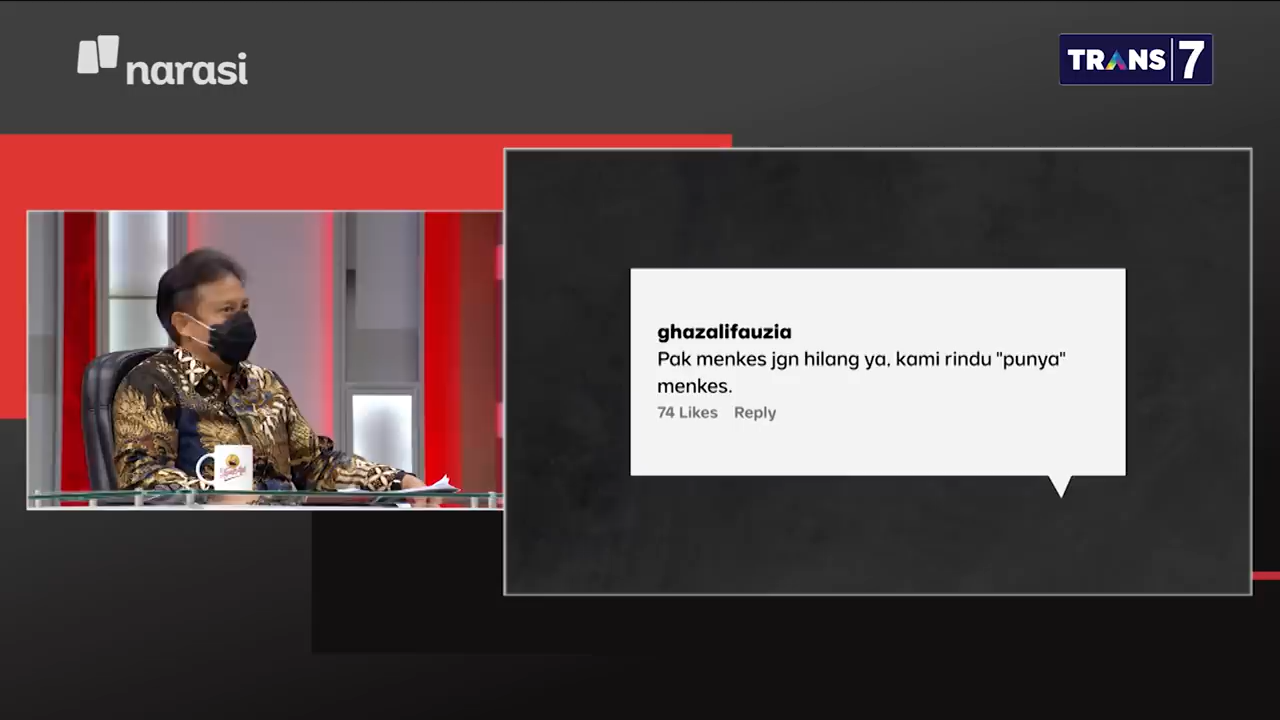 narasi
TRANS 7
ghazalifauzia
Pak menkes jgn hilang ya, kami rindu "punya"
menkes.
74 Likes Reply